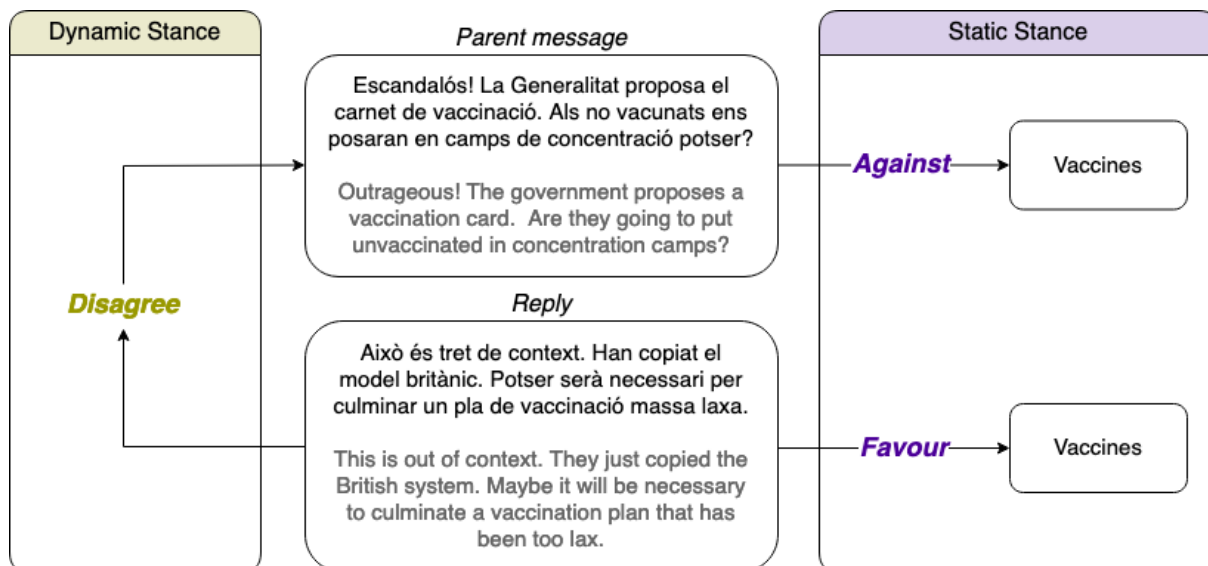 Dynamic Stance
Parent message
Static Stance
Escandalós! La Generalitat proposa el
carnet de vaccinació. Als no vacunats ens
posaran en camps de concentració potser?
Outrageous! The government proposes a
vaccination card. Are they going to put
unvaccinated in concentration camps?
Against
Vaccines
Disagree
Reply
Això és tret de context. Han copiat el
model britànic. Potser serà necessari per
culminar un pla de vaccinació massa laxa.
This is out of context. They just copied the
British system. Maybe it will be necessary
to culminate a vaccination plan that has
been too lax.
Favour
Vaccines